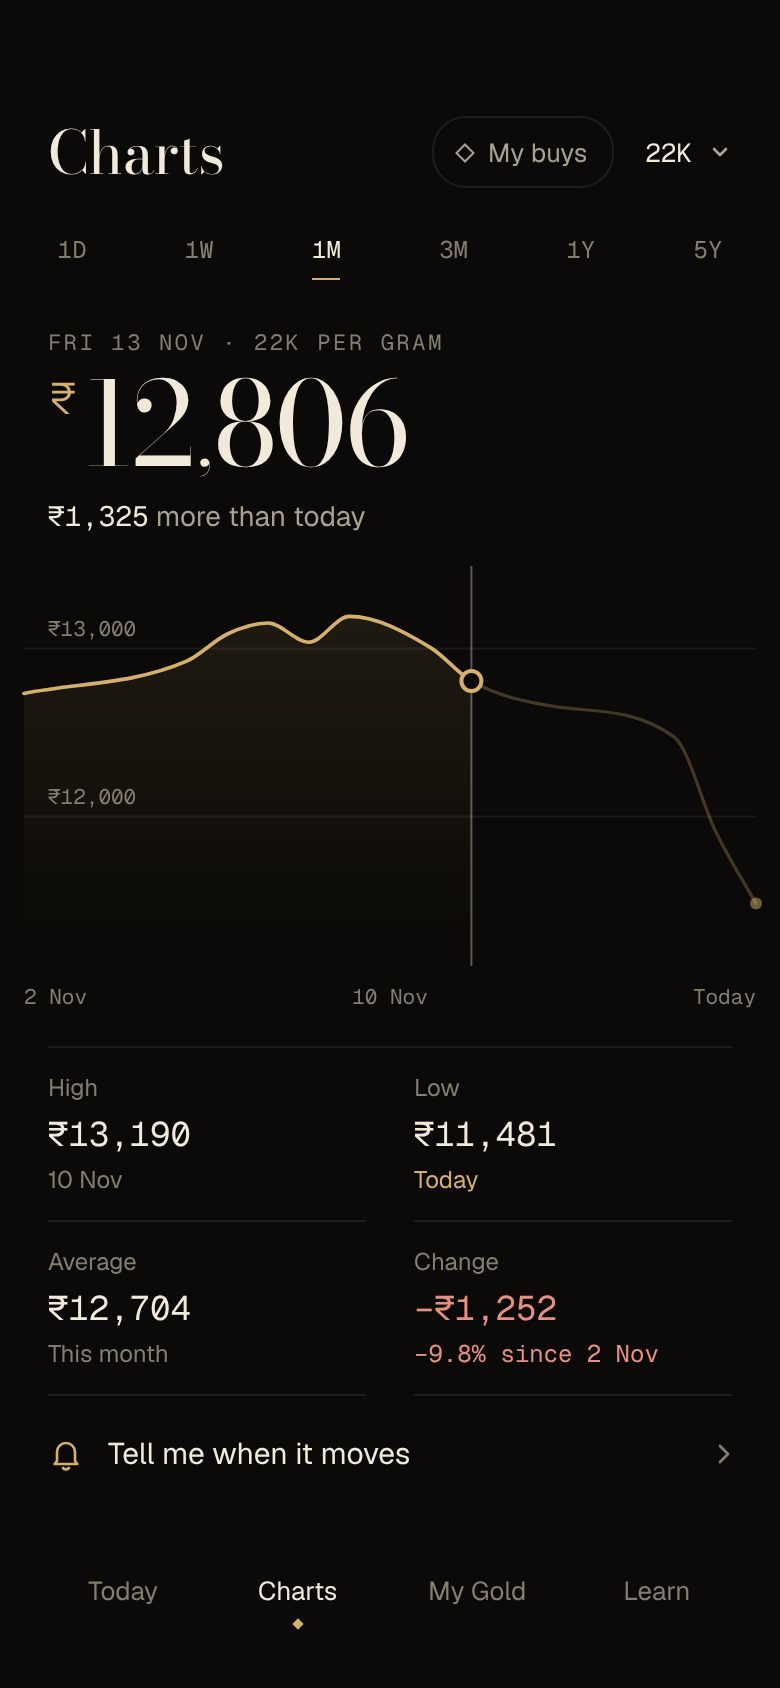 Charts
My buys
22K
1D 1W 1M 3M 1Y 5Y
FRI 13 NOV · 22K PER GRAM
₹12,806
₹1,325 more than today
₹13,000
₹12,000
2 Nov 10 Nov Today
High Low
₹13,190 ₹11,481
10 Nov Today
Average Change
₹12,704 −₹1,252
This month −9.8% since 2 Nov
Tell me when it moves
Today Charts My Gold Learn